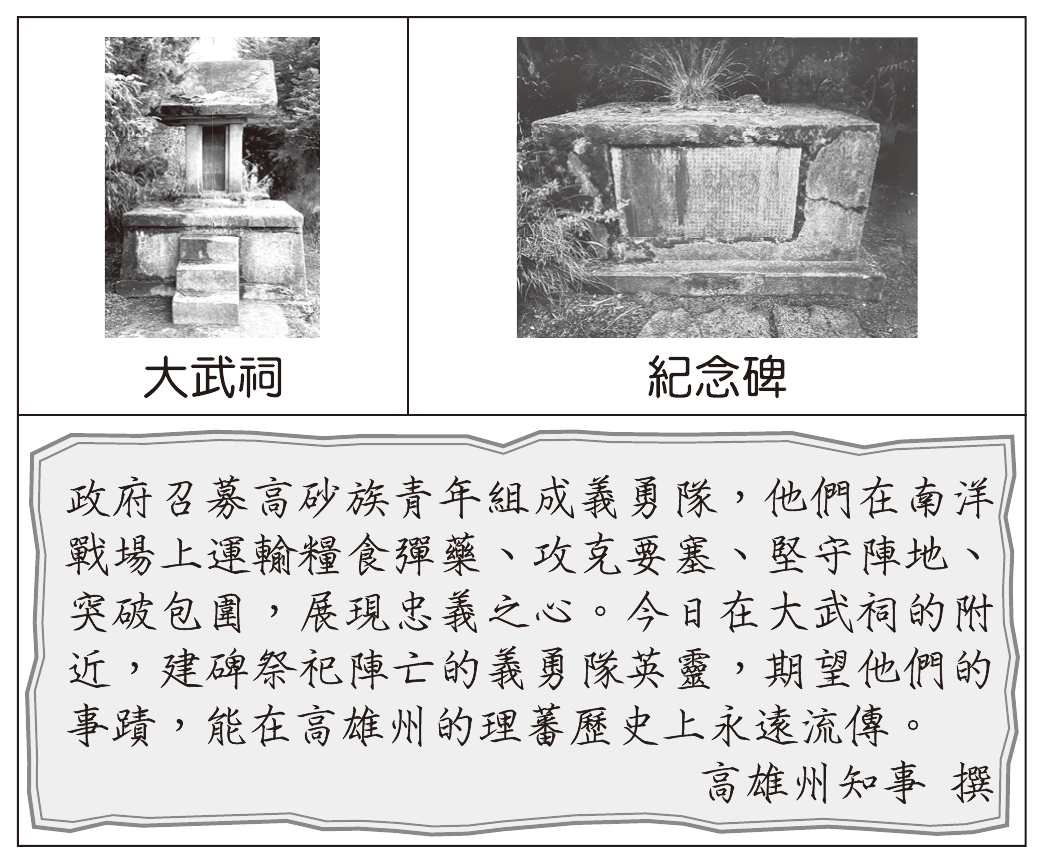 大武祠
紀念碑
政府召募高砂族青年組成義勇隊，他們在南洋
戰場上運輸糧食彈藥、攻克要塞、堅守陣地、
突破包圍，展現忠義之心。今日在大武祠的附
近，建碑祭祀陣亡的義勇隊英靈，期望他們的
事蹟，能在高雄州的理蕃歷史上永遠流傳。
高雄州知事 撰